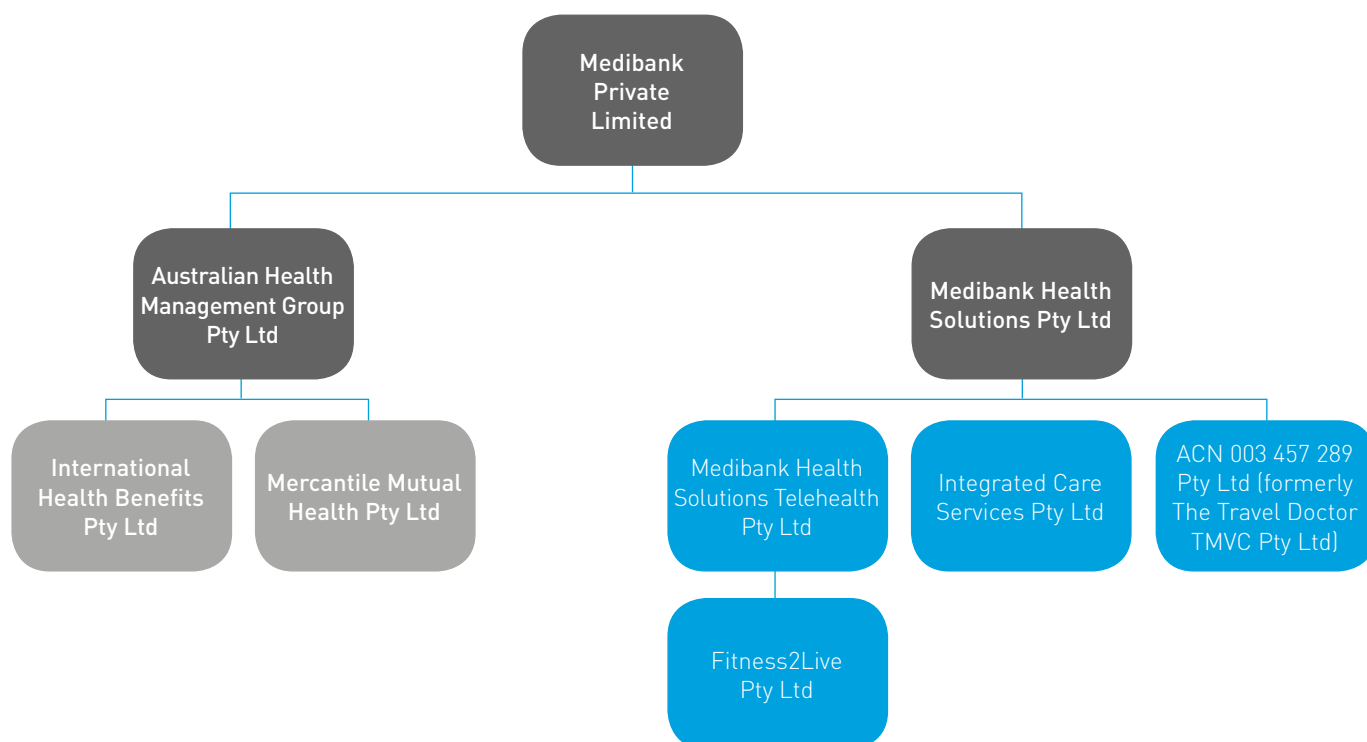 Medibank
Private
Limited
Australian Health
Management Group
Pty Ltd
Medibank Health
Solutions Pty Ltd
International
Health Benefits
Pty Ltd
Mercantile Mutual
Health Pty Ltd
Medibank Health
Solutions Telehealth
Pty Ltd
Integrated Care
Services Pty Ltd
ACN 003 457 289
Pty Ltd (formerly
The Travel Doctor
TMVC Pty Ltd)
Fitness2Live
Pty Ltd